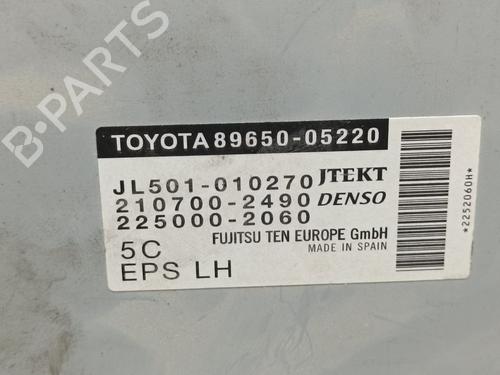 B-PARTS
TOYOTA 89650-05220
JL501-010270 JTEKT
210700-2490 DENSO
225000-2060
FUJITSU TEN EUROPE GmbH
5C MADE IN SPAIN
EPS LH
*2252060H*